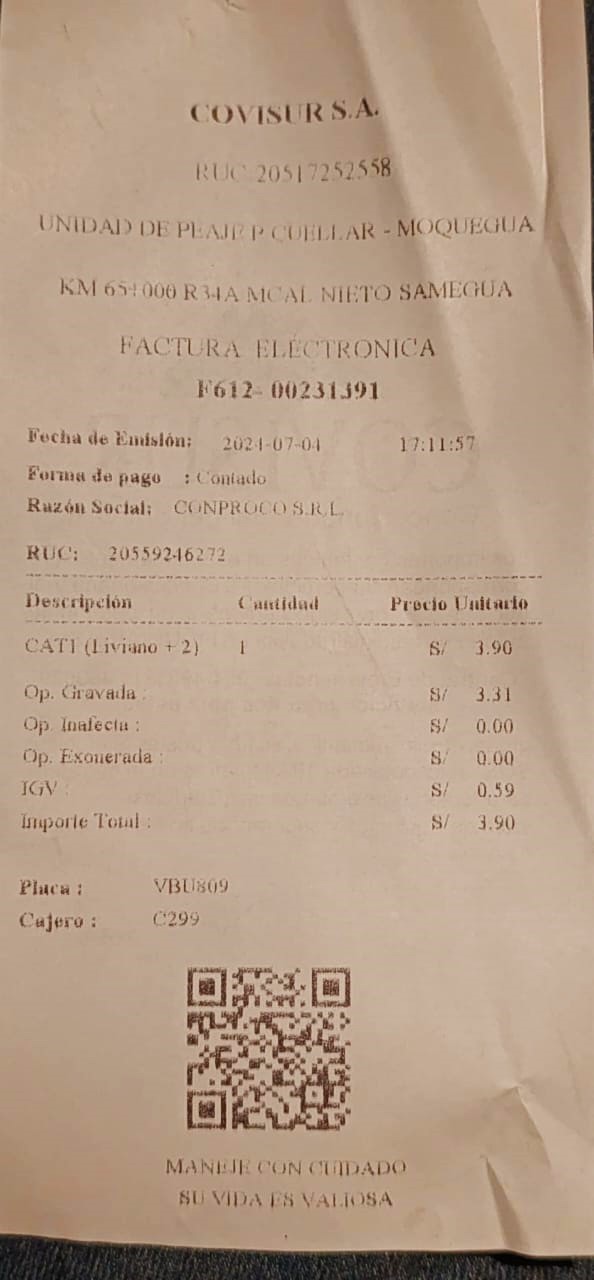 COVISUR S.A.
RUC 20517252558
UNIDAD DE PEAJE P CUELLAR - MOQUEGUA
KM 651000 R34A MCAL NIETO SAMEGUA
FACTURA ELÉCTRONICA
F612- 00231391
Fecha de Emisión: 2024-07-04 17:11:57
Forma de pago : Contado
Razón Social: CONPROCO S.R.L.
RUC: 20559246272
Descripción Cantidad Precio Unitario
CAT1 (Liviano + 2) 1 S/ 3.90
Op. Gravada : S/ 3.31
Op. Inafecta : S/ 0.00
Op. Exonerada : S/ 0.00
IGV : S/ 0.59
Importe Total : S/ 3.90
Placa : VBU809
Cajero : C299
MANEJE CON CUIDADO
SU VIDA ES VALIOSA